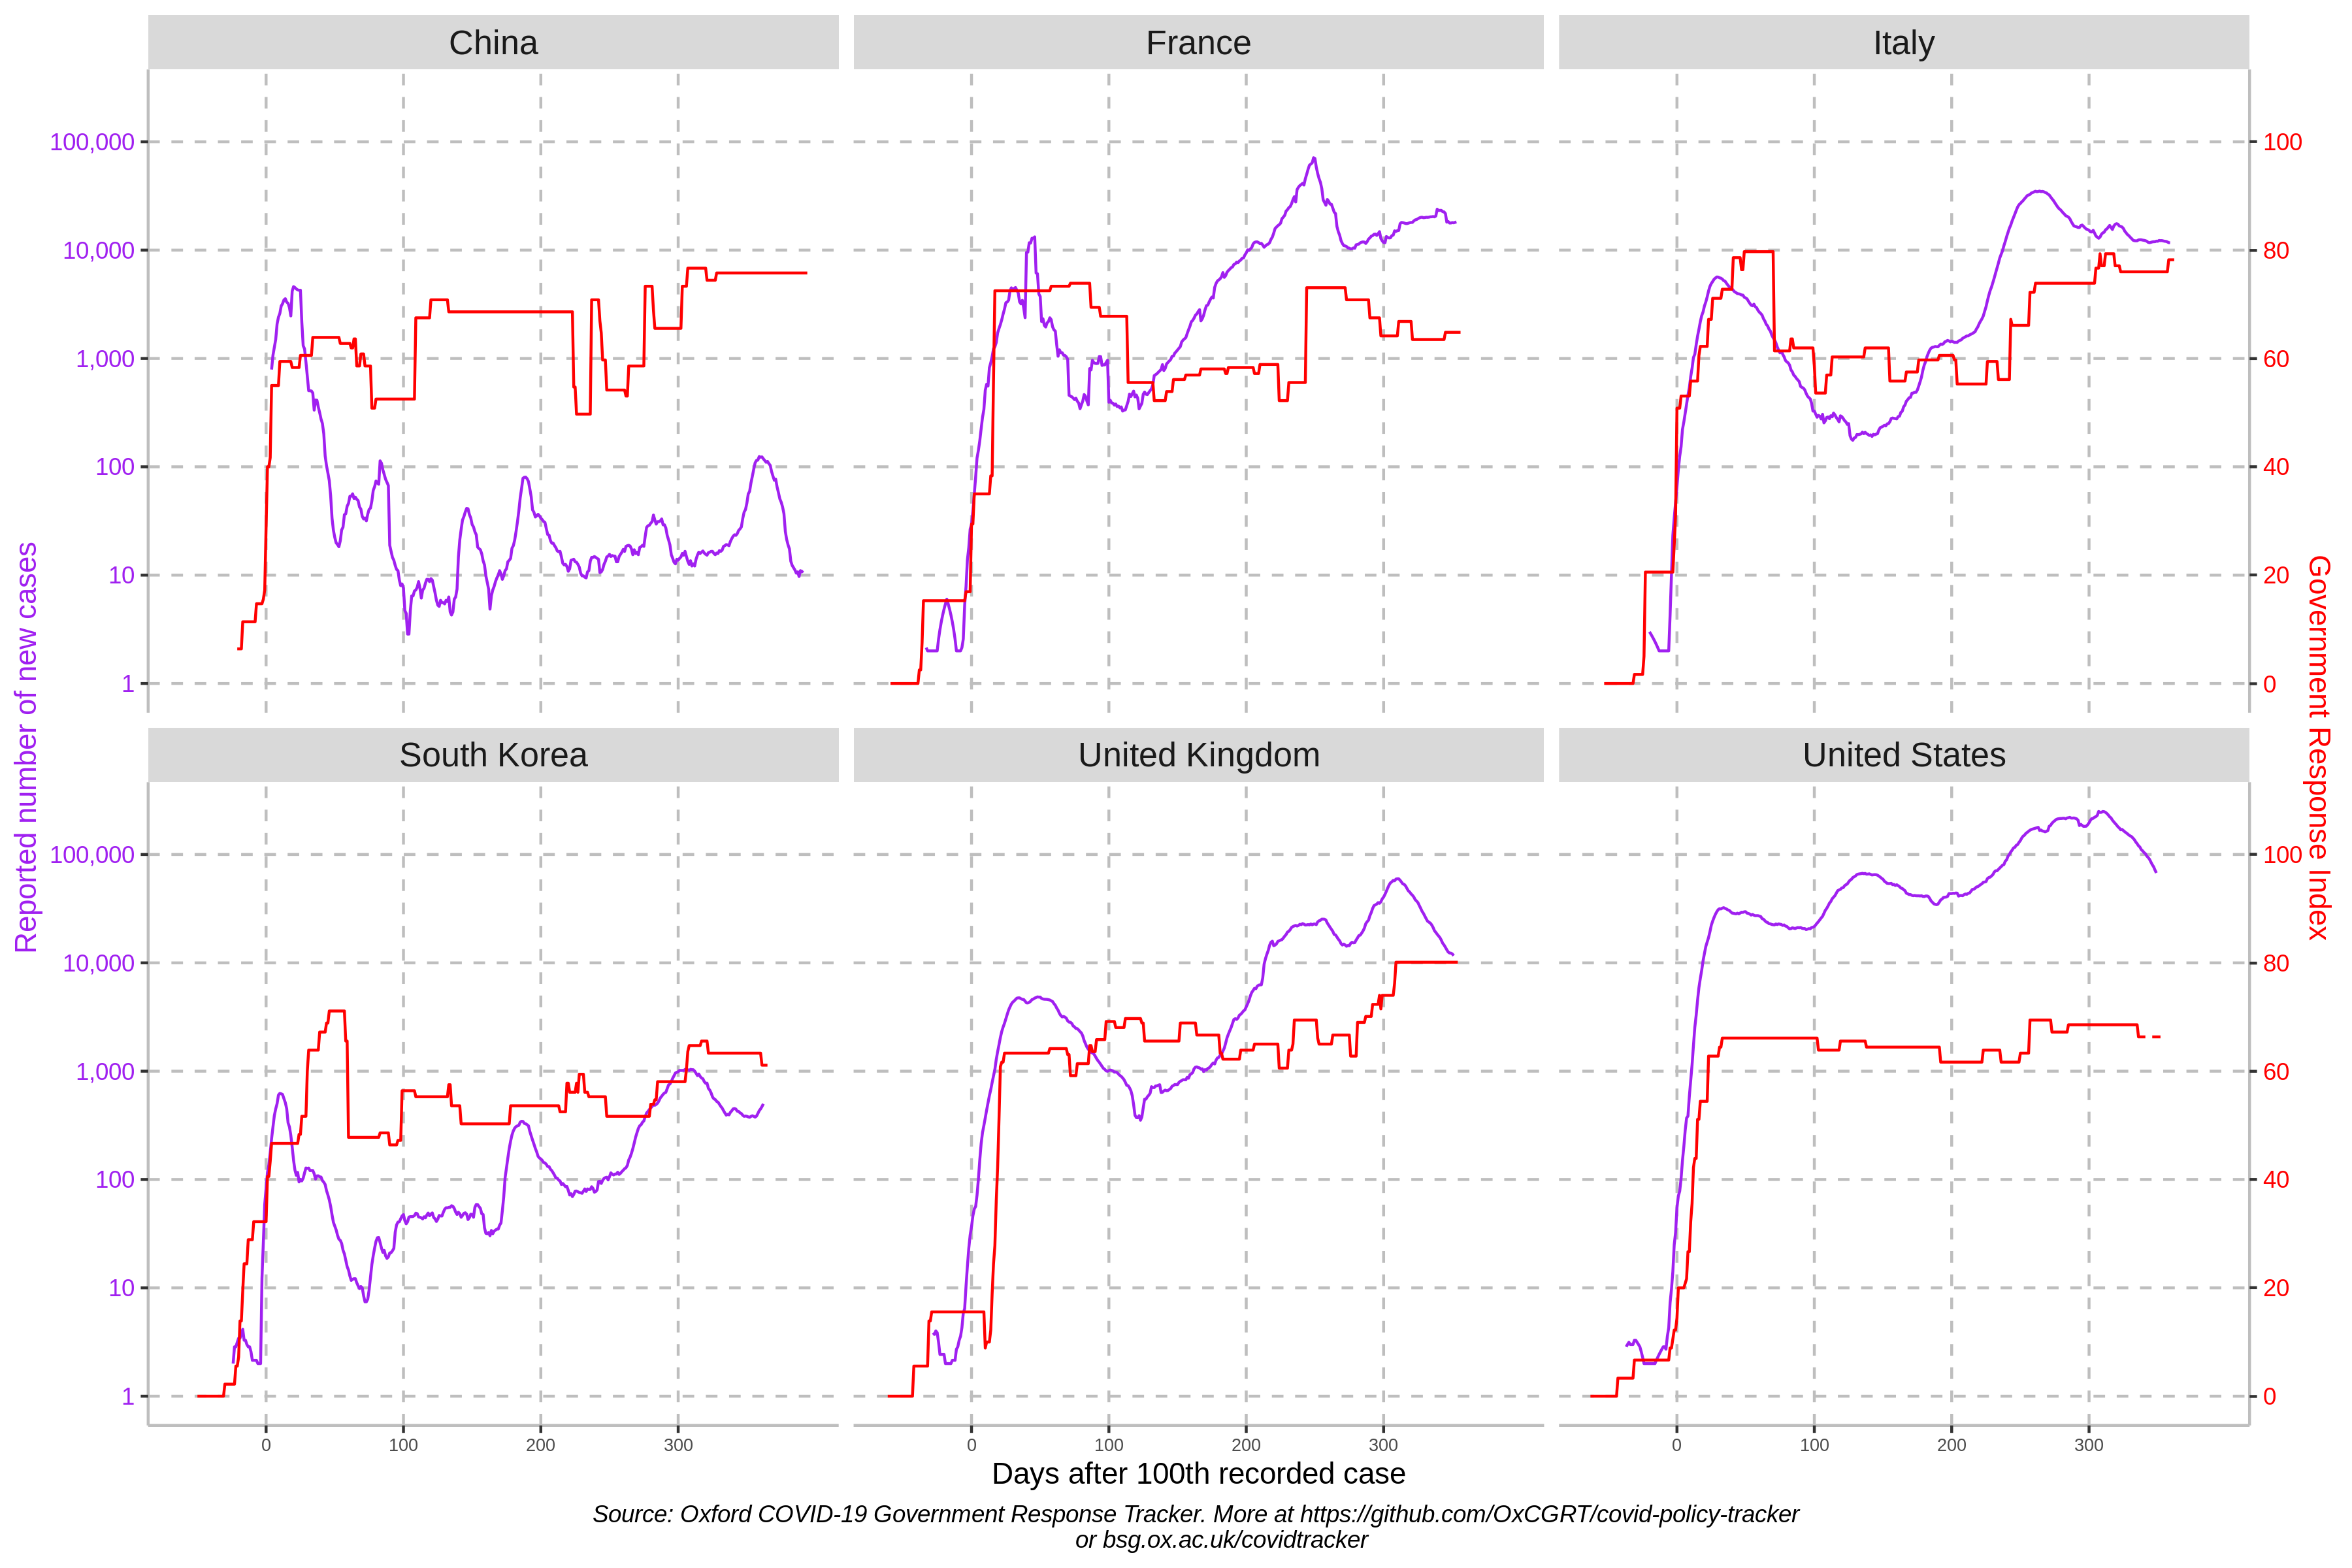 China
France
Italy
100,000
10,000
1,000
100
10
1
100
80
60
40
20
0
Reported number of new cases
Government Response Index
South Korea
United Kingdom
United States
100,000
10,000
1,000
100
10
1
100
80
60
40
20
0
0 100 200 300
0 100 200 300
0 100 200 300
Days after 100th recorded case
Source: Oxford COVID-19 Government Response Tracker. More at https://github.com/OxCGRT/covid-policy-tracker
or bsg.ox.ac.uk/covidtracker